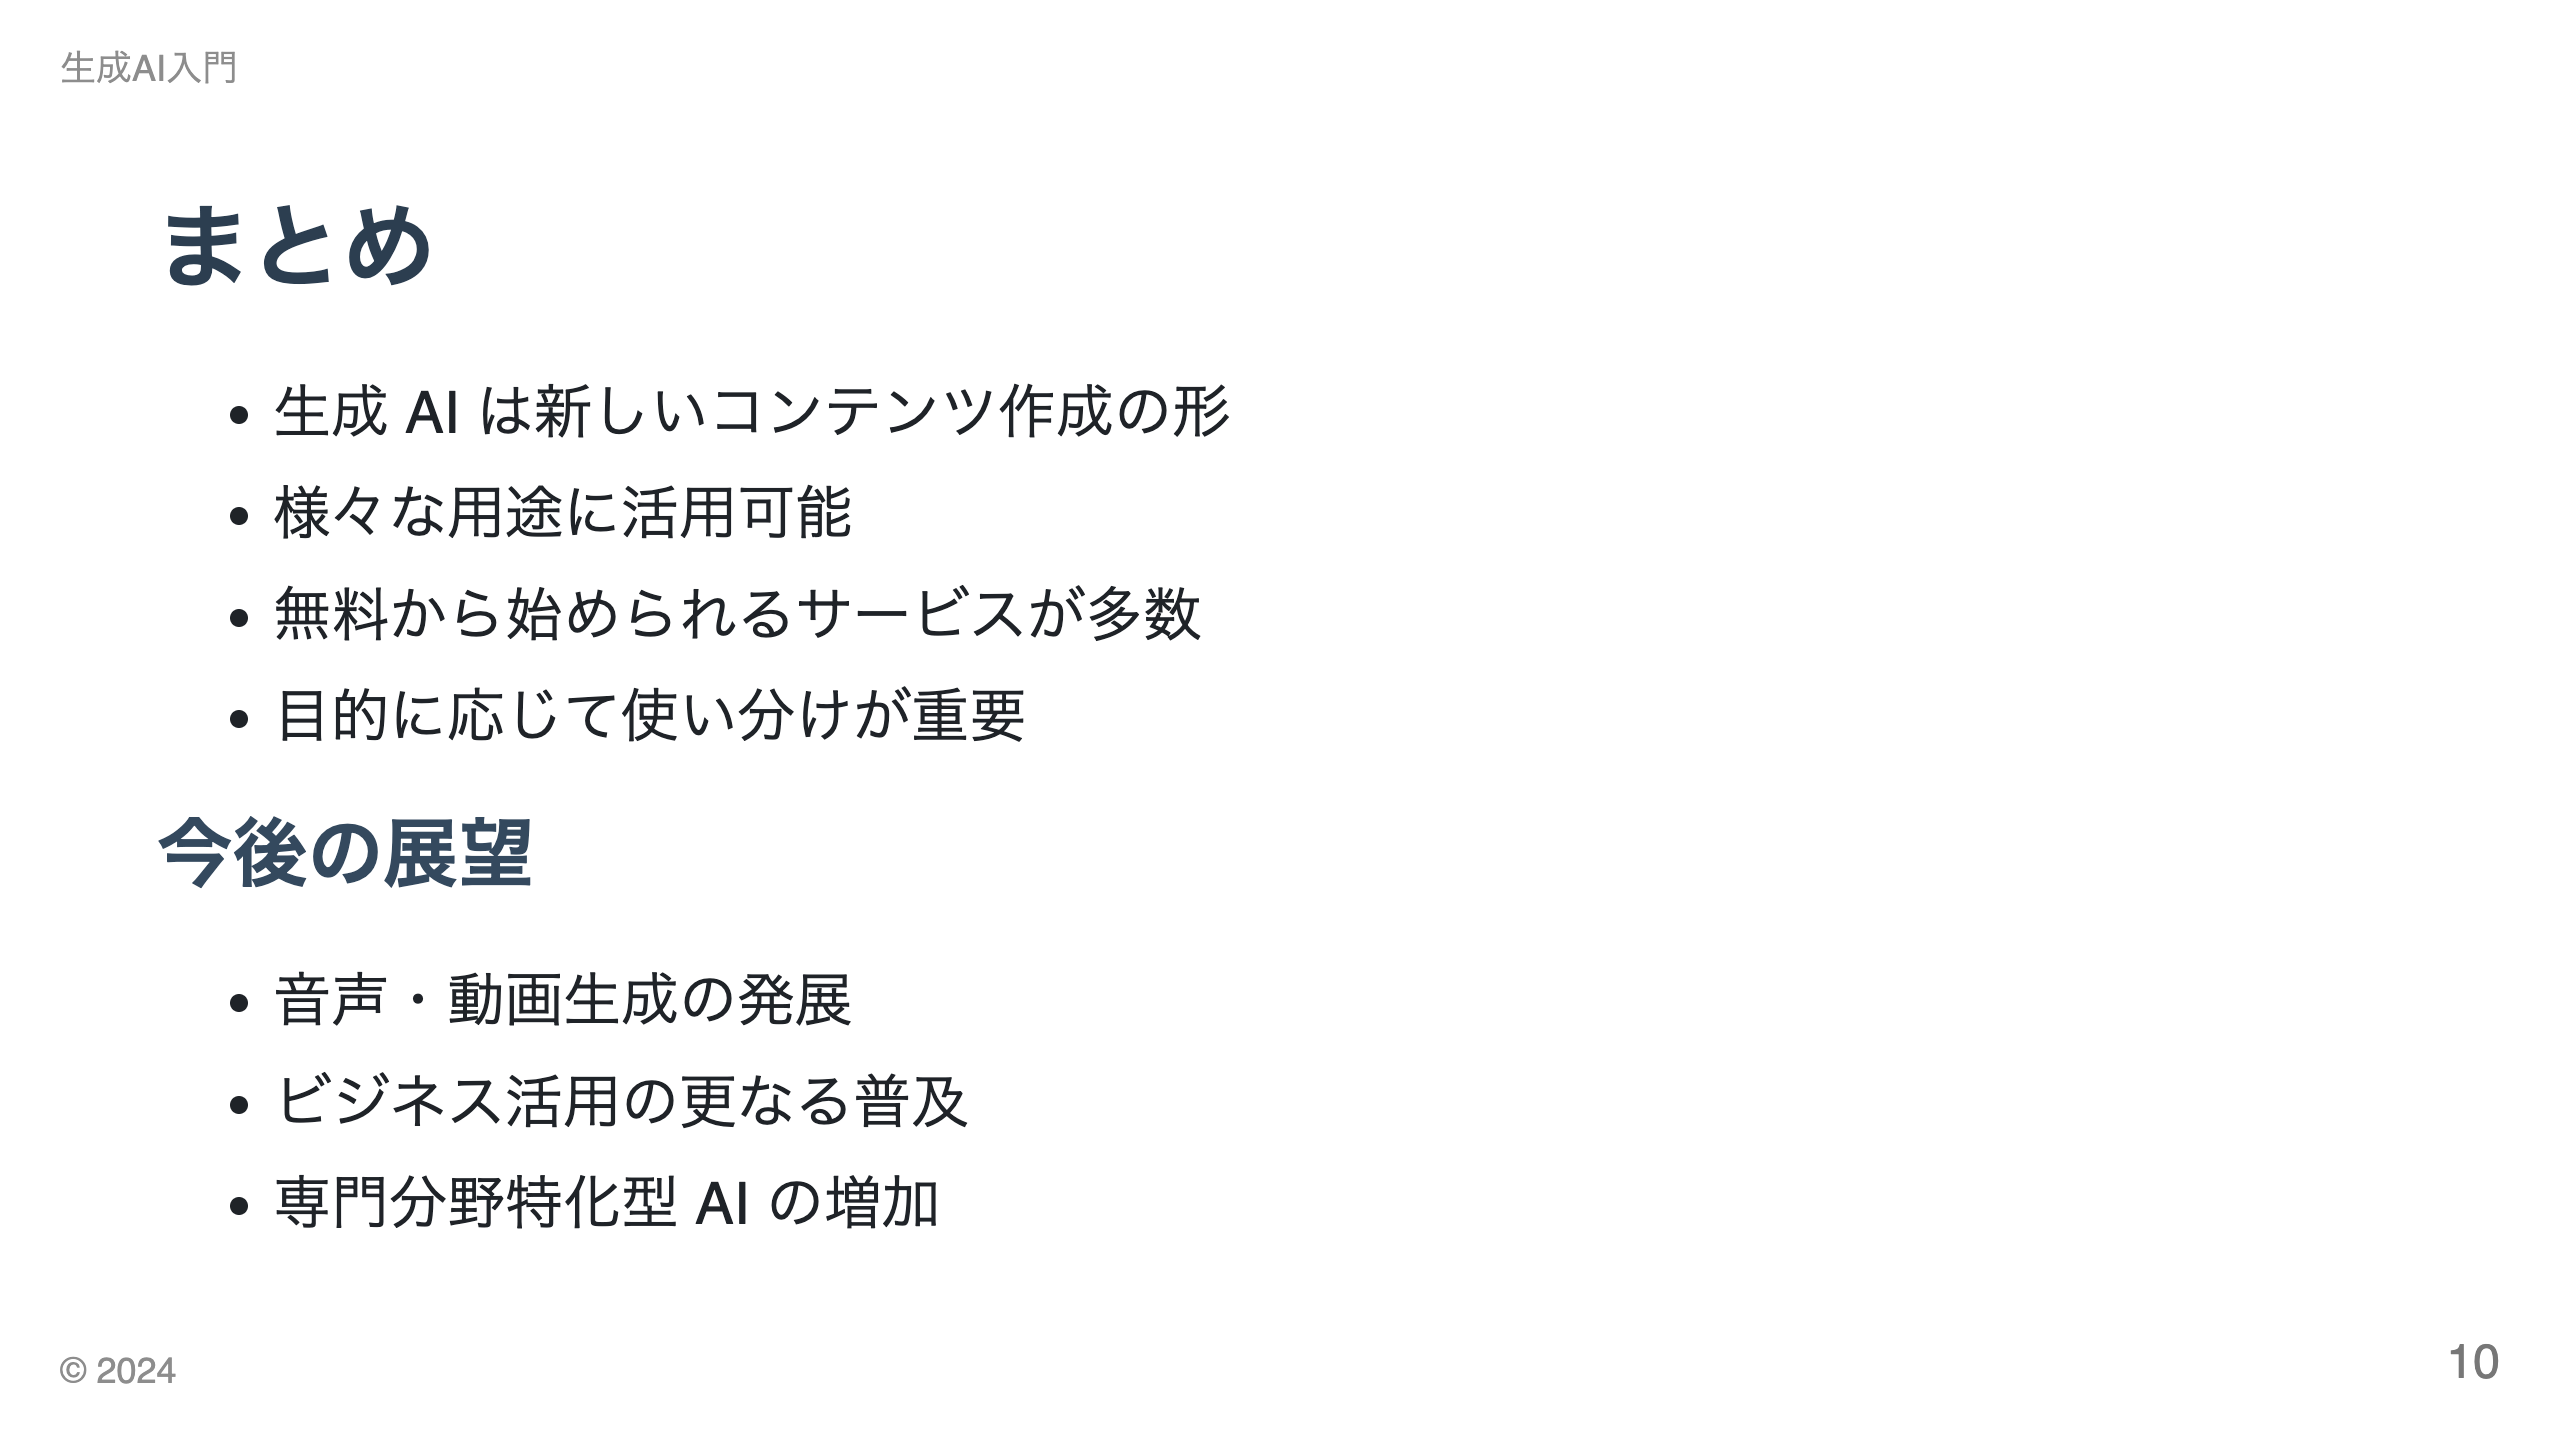 生成AI入門
まとめ
• 生成 AI は新しいコンテンツ作成の形
• 様々な用途に活用可能
• 無料から始められるサービスが多数
• 目的に応じて使い分けが重要
今後の展望
• 音声・動画生成の発展
• ビジネス活用の更なる普及
• 専門分野特化型 AI の増加
© 2024
10